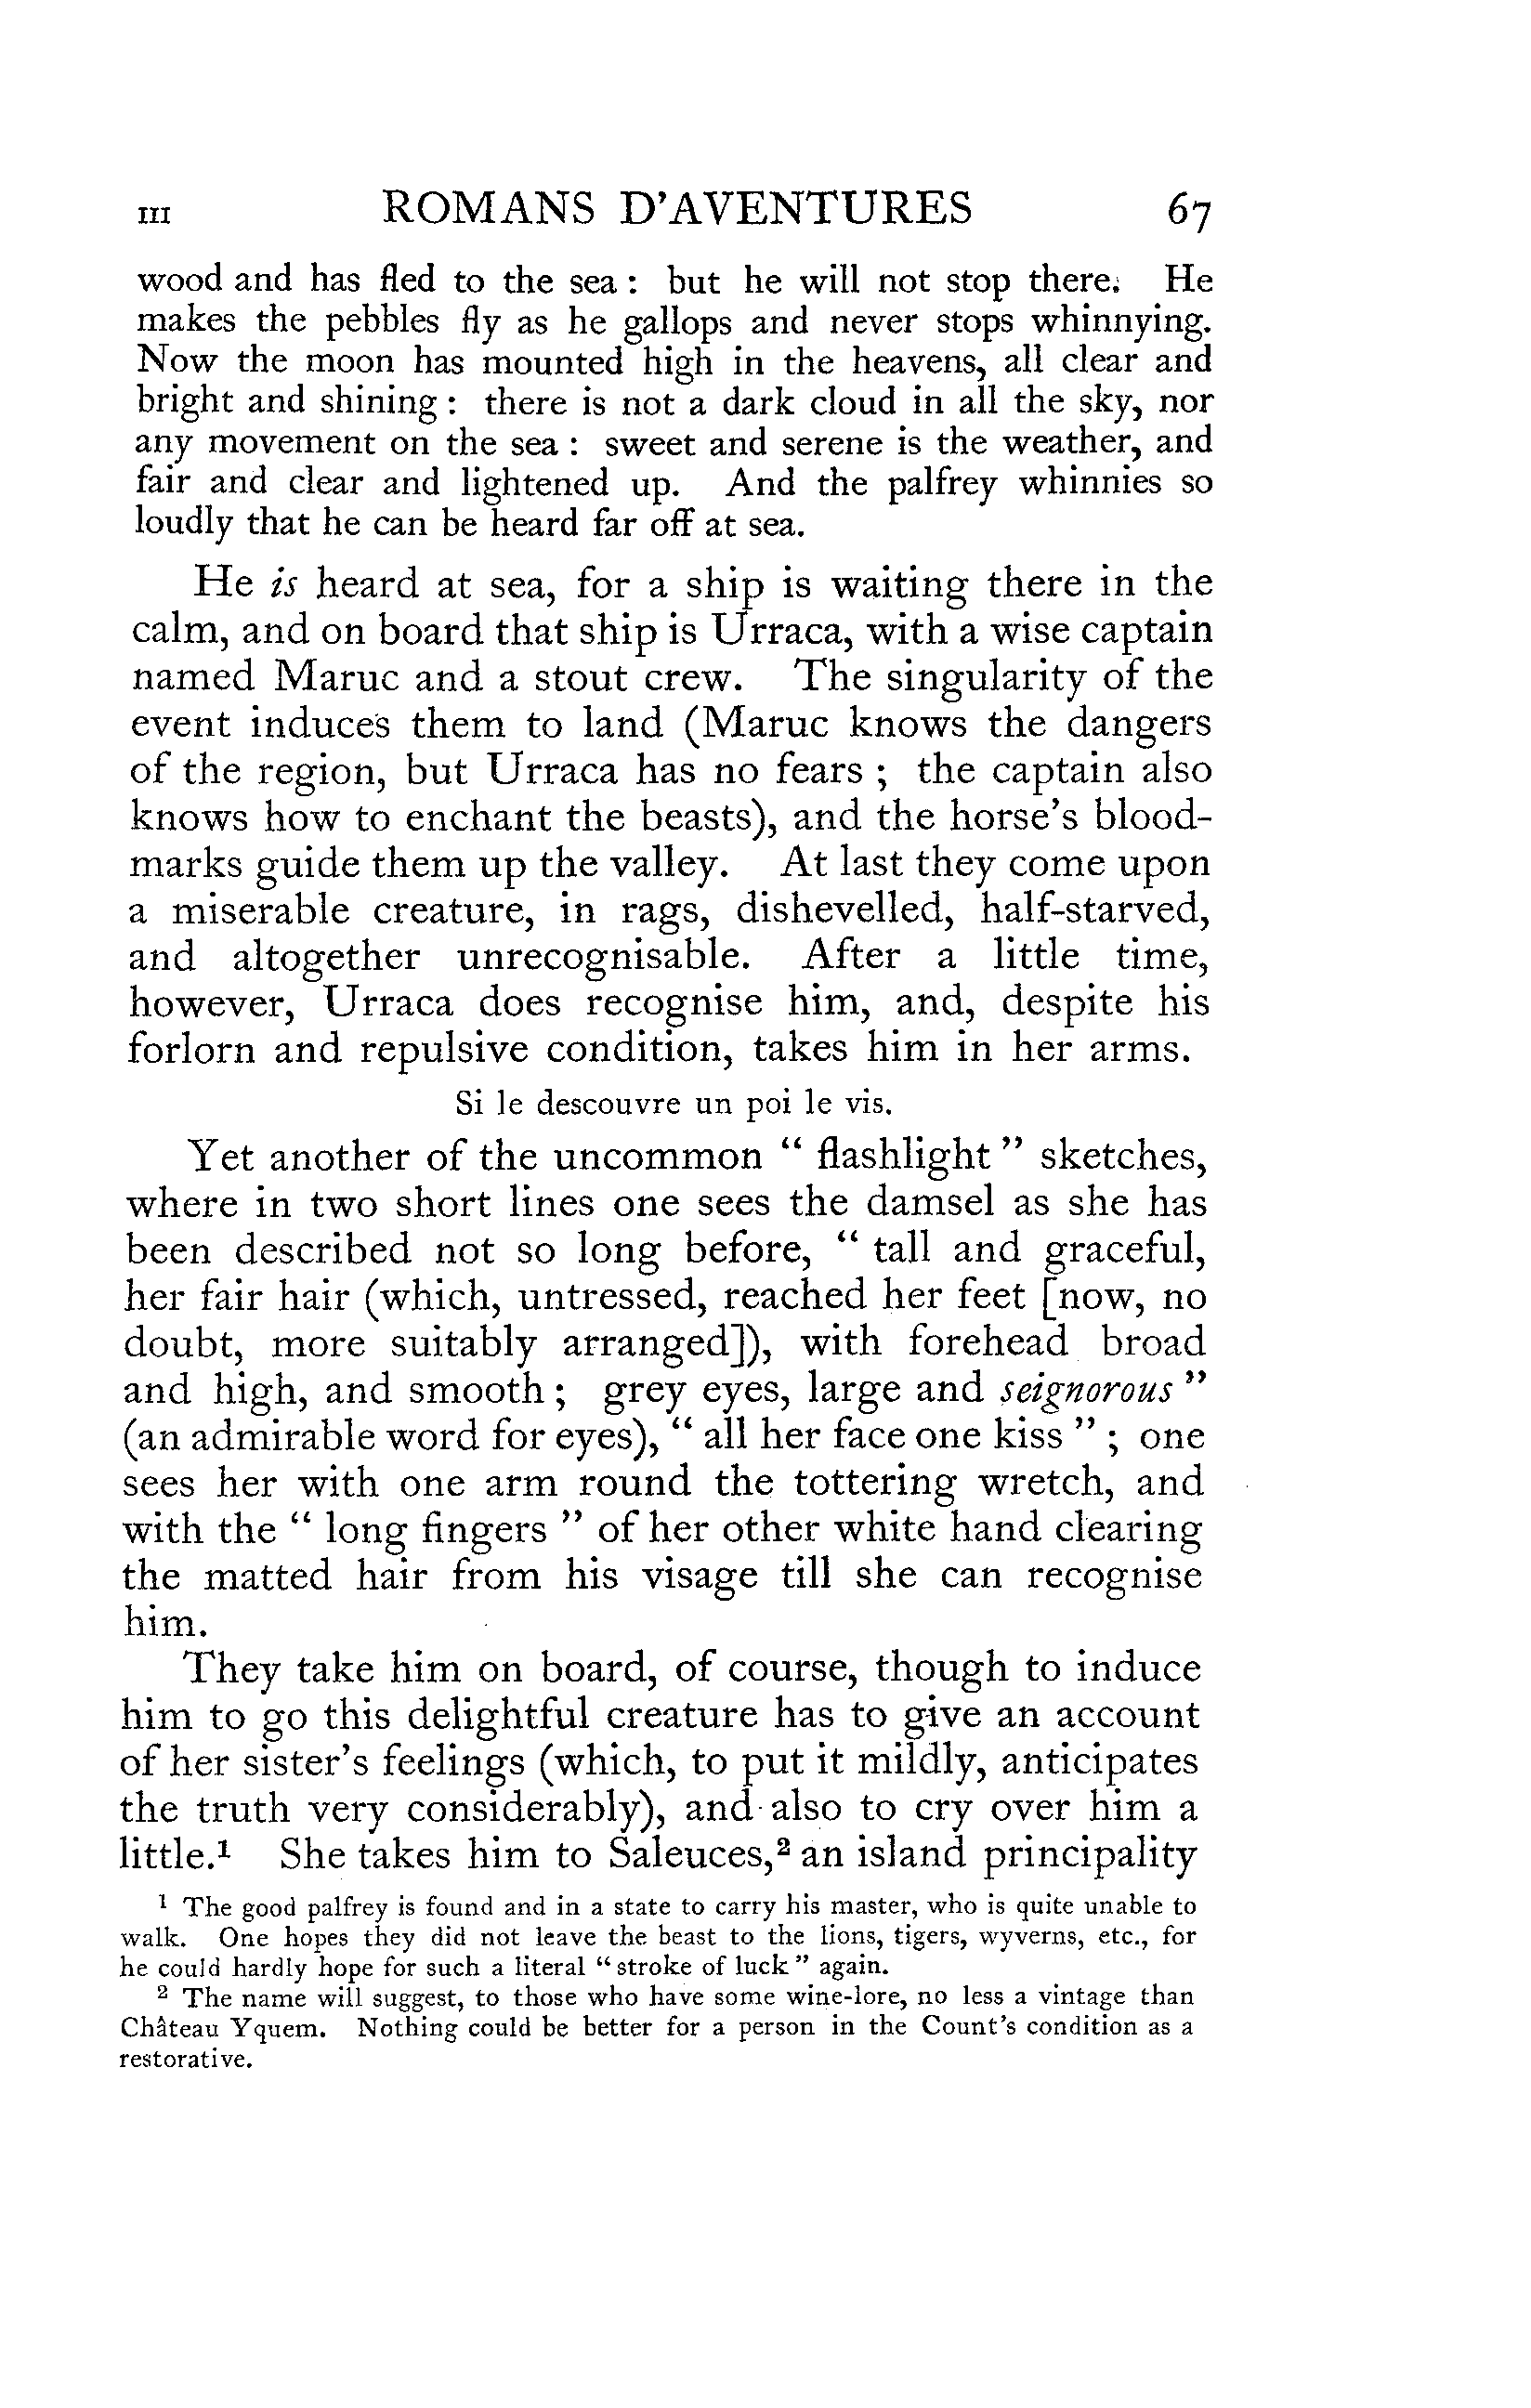 III ROMANS D'AVENTURES 67
wood and has fled to the sea : but he will not stop there. He
makes the pebbles fly as he gallops and never stops whinnying.
Now the moon has mounted high in the heavens, all clear and
bright and shining : there is not a dark cloud in all the sky, nor
any movement on the sea : sweet and serene is the weather, and
fair and clear and lightened up. And the palfrey whinnies so
loudly that he can be heard far off at sea.
He is heard at sea, for a ship is waiting there in the
calm, and on board that ship is Urraca, with a wise captain
named Maruc and a stout crew. The singularity of the
event induces them to land (Maruc knows the dangers
of the region, but Urraca has no fears ; the captain also
knows how to enchant the beasts), and the horse's blood-
marks guide them up the valley. At last they come upon
a miserable creature, in rags, dishevelled, half-starved,
and altogether unrecognisable. After a little time,
however, Urraca does recognise him, and, despite his
forlorn and repulsive condition, takes him in her arms.
Si le descouvre un poi le vis.
Yet another of the uncommon “ flashlight ” sketches,
where in two short lines one sees the damsel as she has
been described not so long before, “ tall and graceful,
her fair hair (which, untressed, reached her feet [now, no
doubt, more suitably arranged]), with forehead broad
and high, and smooth ; grey eyes, large and seignorous ”
(an admirable word for eyes), “ all her face one kiss ” ; one
sees her with one arm round the tottering wretch, and
with the “ long fingers ” of her other white hand clearing
the matted hair from his visage till she can recognise
him.
They take him on board, of course, though to induce
him to go this delightful creature has to give an account
of her sister's feelings (which, to put it mildly, anticipates
the truth very considerably), and also to cry over him a
little.¹ She takes him to Saleuces,² an island principality
¹ The good palfrey is found and in a state to carry his master, who is quite unable to
walk. One hopes they did not leave the beast to the lions, tigers, wyverns, etc., for
he could hardly hope for such a literal “ stroke of luck ” again.
² The name will suggest, to those who have some wine-lore, no less a vintage than
Château Yquem. Nothing could be better for a person in the Count's condition as a
restorative.